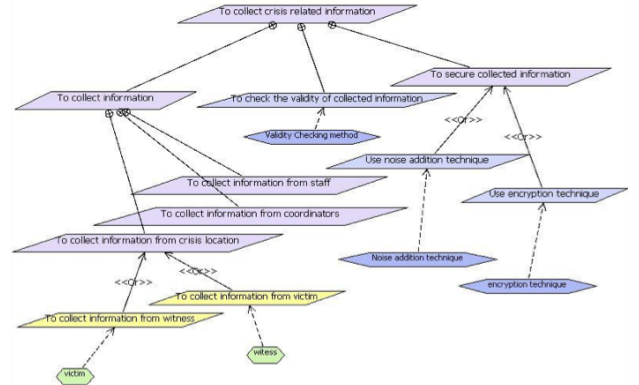 To collect crisis related information
To secure collected information
To collect information
To check the validity of collected information
<<Or>>
<<Or>>
Validity Checking method
Use noise addition technique
To collect information from staff
Use encryption technique
To collect information from coordinators
To collect information from crisis location
Noise addition technique
<<Or>>
<<Or>>
encryption technique
To collect information from victim
To collect information from witness
witess
victim